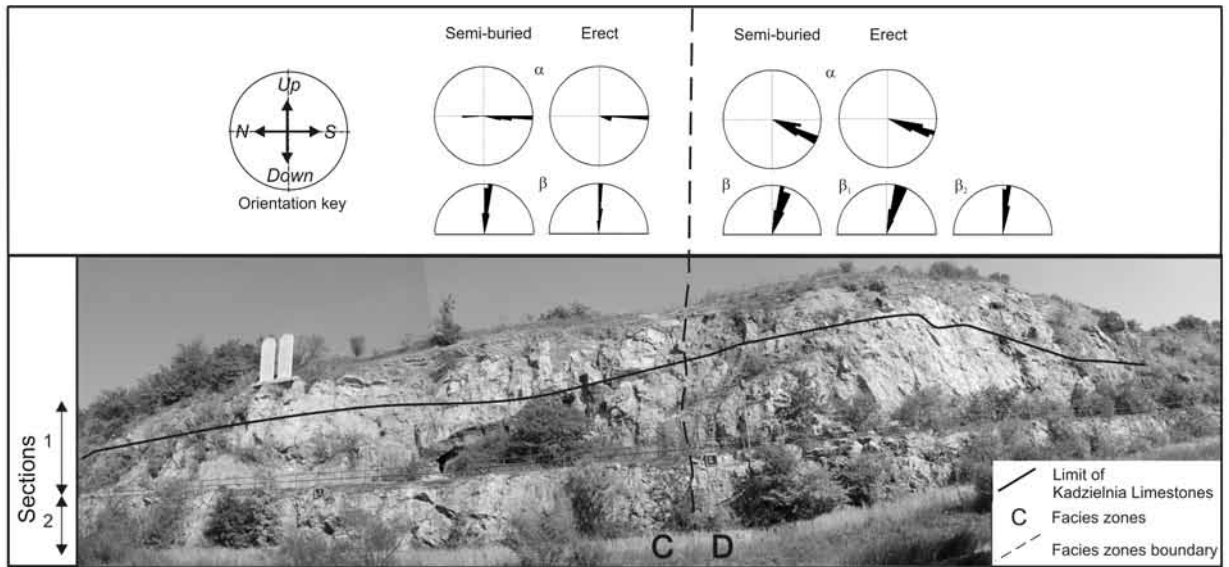 Semi-buried Erect
α
Up
N S
Down
Orientation key
β
Semi-buried Erect
α
β β₁ β₂
Sections
1
2
C D
Limit of
Kadzielnia Limestones
C Facies zones
Facies zones boundary